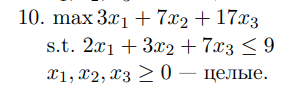 10. max 3x₁ + 7x₂ + 17x₃
s.t. 2x₁ + 3x₂ + 7x₃ ≤ 9
x₁, x₂, x₃ ≥ 0 — целые.